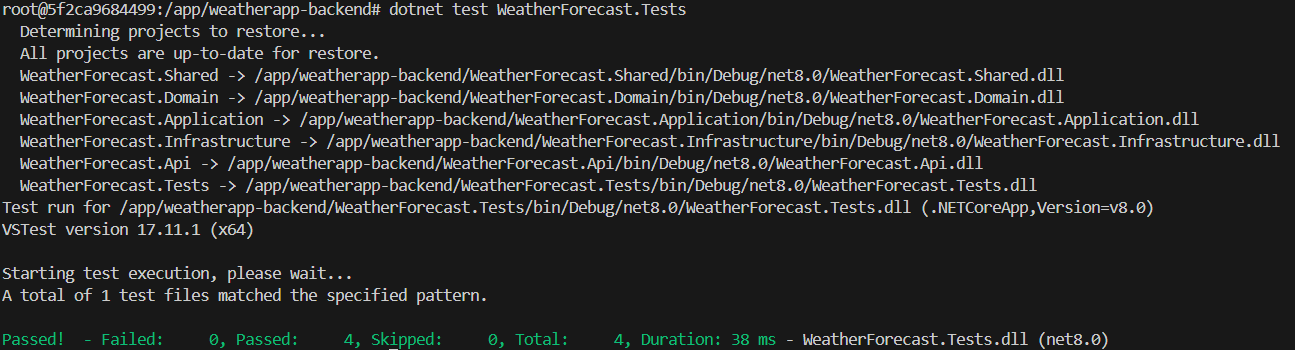 root@5f2ca9684499:/app/weatherapp-backend# dotnet test WeatherForecast.Tests
  Determining projects to restore...
  All projects are up-to-date for restore.
  WeatherForecast.Shared -> /app/weatherapp-backend/WeatherForecast.Shared/bin/Debug/net8.0/WeatherForecast.Shared.dll
  WeatherForecast.Domain -> /app/weatherapp-backend/WeatherForecast.Domain/bin/Debug/net8.0/WeatherForecast.Domain.dll
  WeatherForecast.Application -> /app/weatherapp-backend/WeatherForecast.Application/bin/Debug/net8.0/WeatherForecast.Application.dll
  WeatherForecast.Infrastructure -> /app/weatherapp-backend/WeatherForecast.Infrastructure/bin/Debug/net8.0/WeatherForecast.Infrastructure.dll
  WeatherForecast.Api -> /app/weatherapp-backend/WeatherForecast.Api/bin/Debug/net8.0/WeatherForecast.Api.dll
  WeatherForecast.Tests -> /app/weatherapp-backend/WeatherForecast.Tests/bin/Debug/net8.0/WeatherForecast.Tests.dll
Test run for /app/weatherapp-backend/WeatherForecast.Tests/bin/Debug/net8.0/WeatherForecast.Tests.dll (.NETCoreApp,Version=v8.0)
VSTest version 17.11.1 (x64)

Starting test execution, please wait...
A total of 1 test files matched the specified pattern.

Passed!  - Failed:     0, Passed:     4, Skipped:     0, Total:     4, Duration: 38 ms - WeatherForecast.Tests.dll (net8.0)